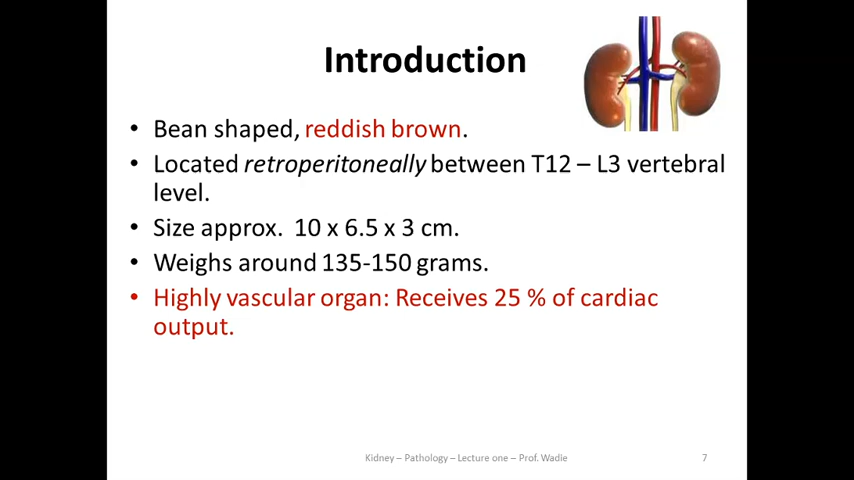 Introduction
• Bean shaped, reddish brown.
• Located retroperitoneally between T12 – L3 vertebral
level.
• Size approx.  10 x 6.5 x 3 cm.
• Weighs around 135-150 grams.
• Highly vascular organ: Receives 25 % of cardiac
output.
Kidney – Pathology – Lecture one – Prof. Wadie
7